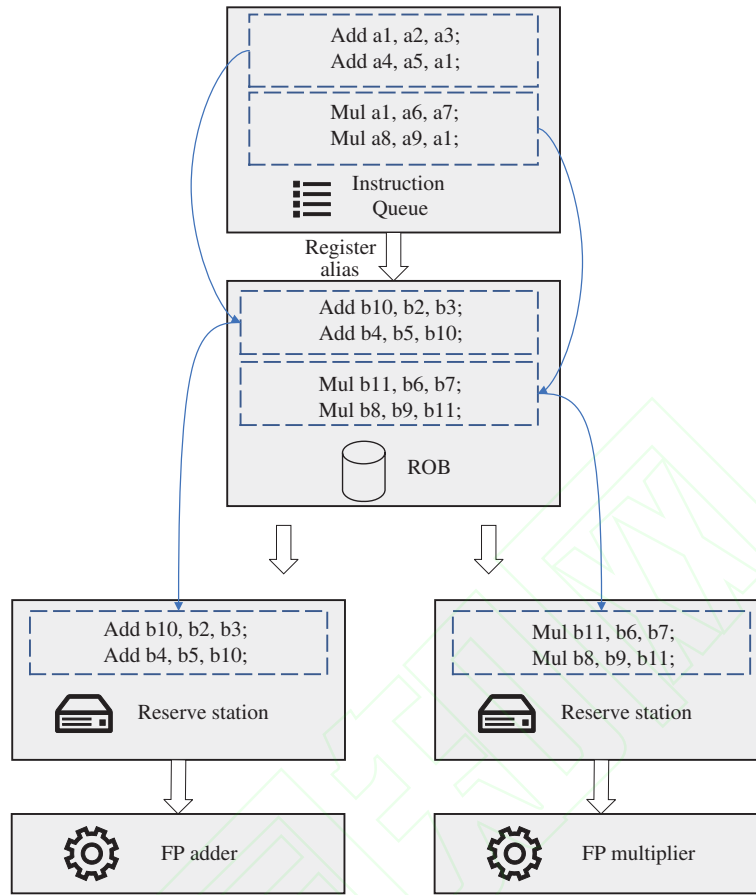 Add a1, a2, a3;
Add a4, a5, a1;
Mul a1, a6, a7;
Mul a8, a9, a1;
Instruction
Queue
Register
alias
Add b10, b2, b3;
Add b4, b5, b10;
Mul b11, b6, b7;
Mul b8, b9, b11;
ROB
Add b10, b2, b3;
Add b4, b5, b10;
Reserve station
Mul b11, b6, b7;
Mul b8, b9, b11;
Reserve station
FP adder
FP multiplier